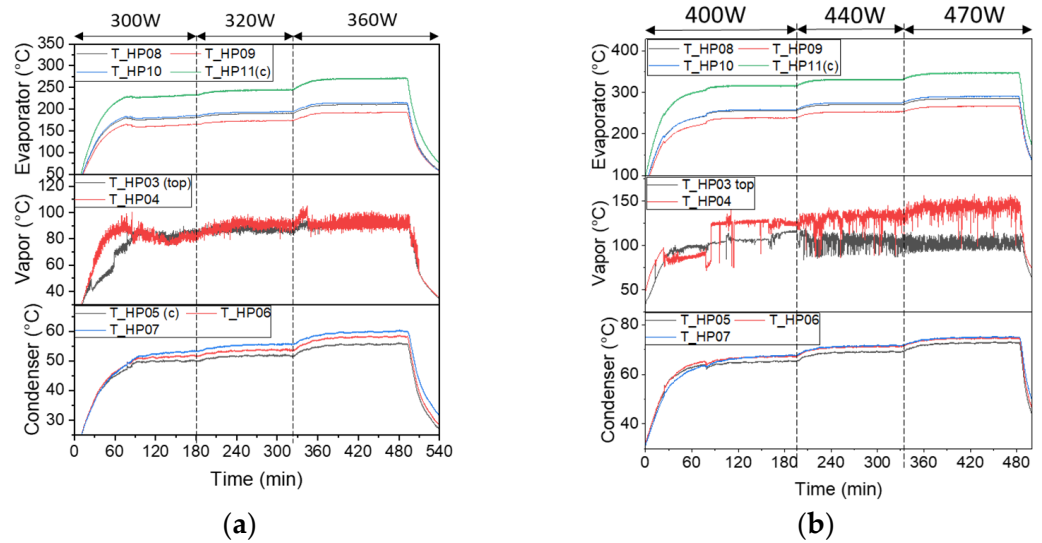 300W 320W 360W
350
300
250
200
150
100
50
Evaporator (°C)
T_HP08 T_HP09
T_HP10 T_HP11(c)
100
80
60
40
Vapor (°C)
T_HP03 (top)
T_HP04
60
50
40
30
Condenser (°C)
T_HP05 (c) T_HP06
T_HP07
0 60 120 180 240 300 360 420 480 540
Time (min)
(a)
400W 440W 470W
400
300
200
100
Evaporator (°C)
T_HP08 T_HP09
T_HP10 T_HP11(c)
150
100
50
Vapor (°C)
T_HP03 top
T_HP04
80
60
40
Condenser (°C)
T_HP05 T_HP06
T_HP07
0 60 120 180 240 300 360 420 480
Time (min)
(b)